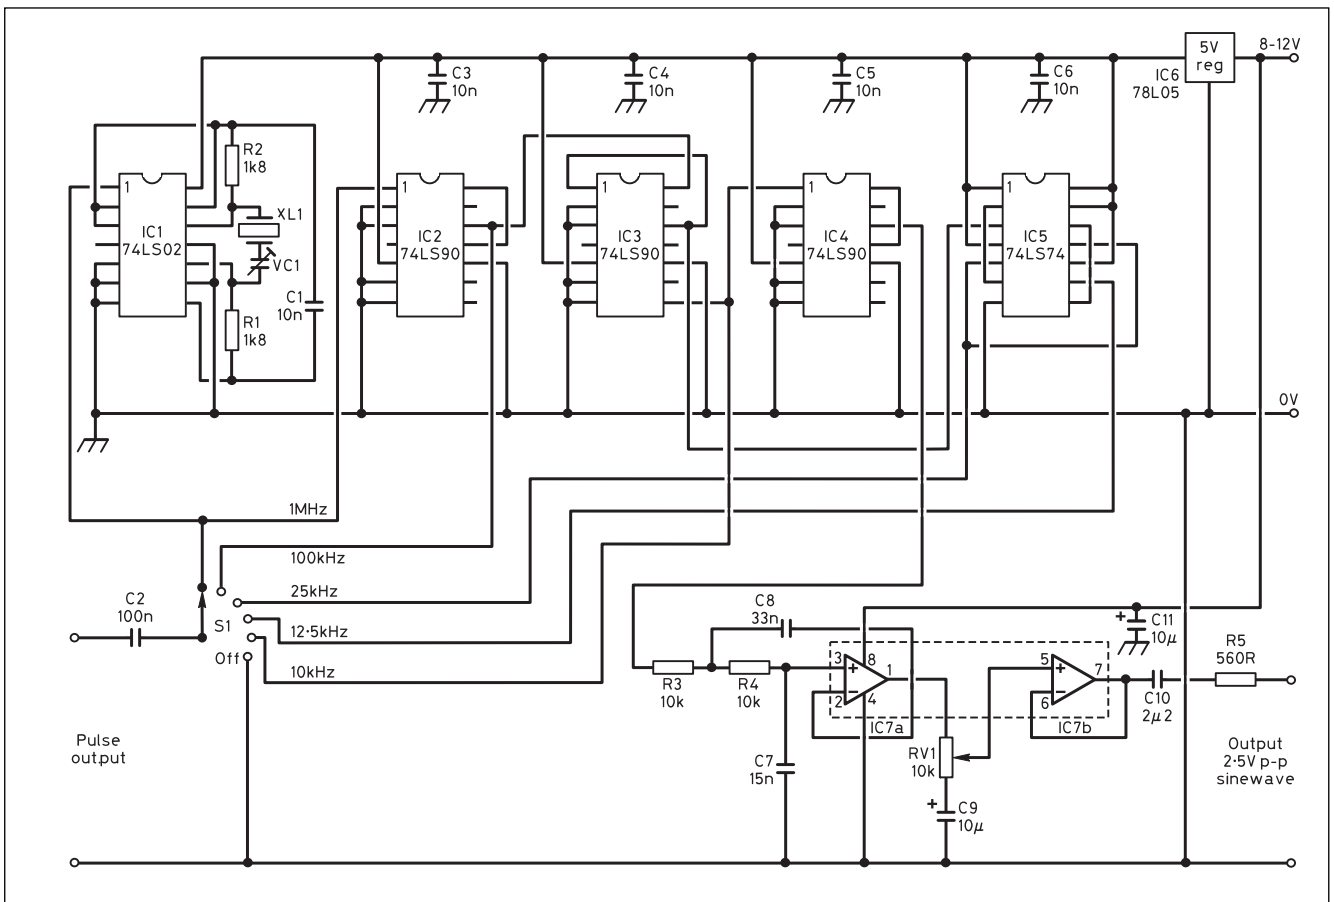 5V
reg
8-12V
IC6
78L05
C3
10n
C4
10n
C5
10n
C6
10n
R2
1k8
1
IC1
74LS02
XL1
VC1
C1
10n
R1
1k8
1
IC2
74LS90
1
IC3
74LS90
1
IC4
74LS90
1
IC5
74LS74
0V
1MHz
100kHz
25kHz
12·5kHz
10kHz
C2
100n
S1
Off
Pulse
output
C8
33n
R3
10k
R4
10k
C7
15n
3
+
8
1
−
2
4
IC7a
RV1
10k
+
C9
10µ
5
+
7
−
6
IC7b
+
C11
10µ
C10
2µ2
R5
560R
Output
2·5V p-p
sinewave